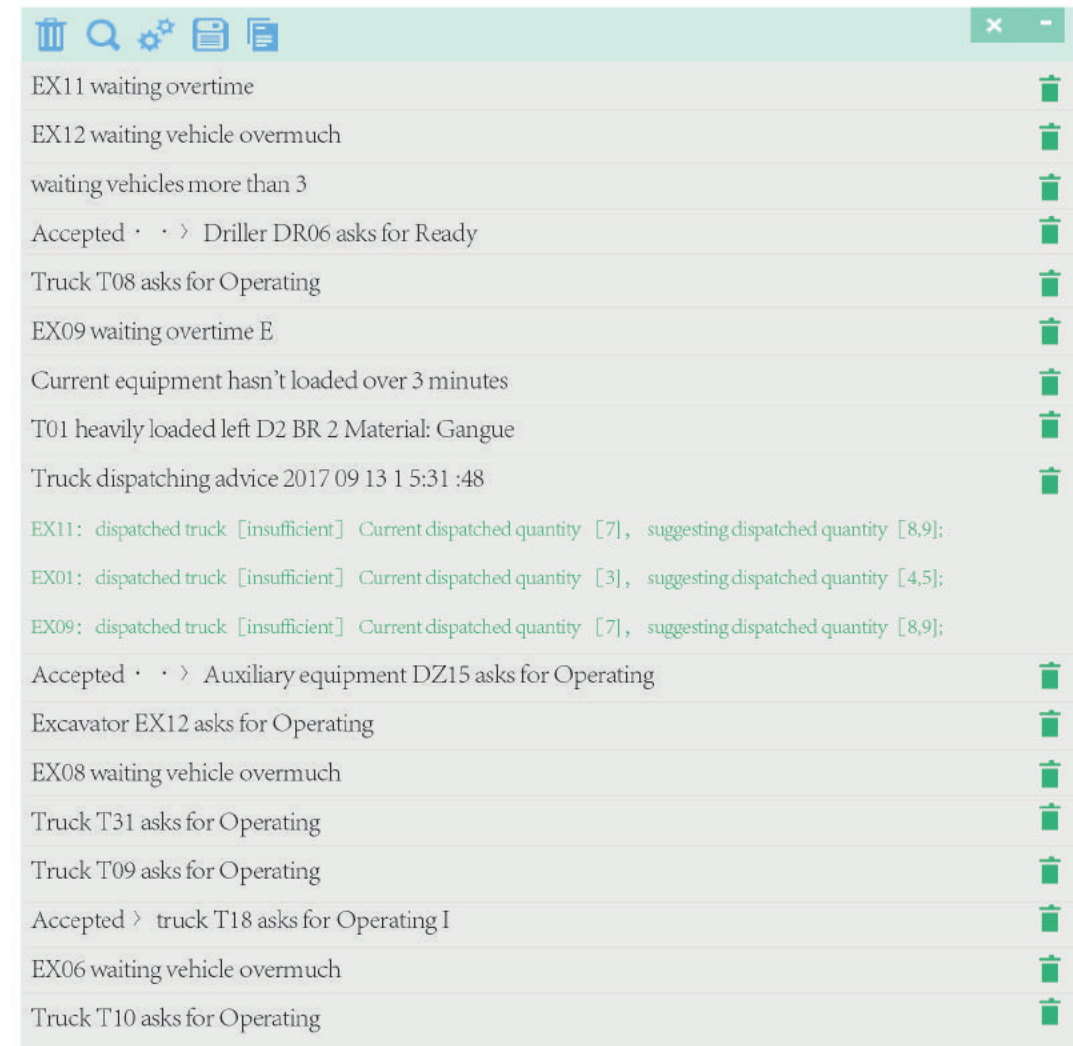 EX11 waiting overtime
EX12 waiting vehicle overmuch
waiting vehicles more than 3
Accepted · · 〉 Driller DR06 asks for Ready
Truck T08 asks for Operating
EX09 waiting overtime E
Current equipment hasn't loaded over 3 minutes
T01 heavily loaded left D2 BR 2 Material: Gangue
Truck dispatching advice 2017 09 13 1 5:31 :48
EX11: dispatched truck [insufficient] Current dispatched quantity [7], suggesting dispatched quantity [8,9];
EX01: dispatched truck [insufficient] Current dispatched quantity [3], suggesting dispatched quantity [4,5];
EX09: dispatched truck [insufficient] Current dispatched quantity [7], suggesting dispatched quantity [8,9];
Accepted · · 〉 Auxiliary equipment DZ15 asks for Operating
Excavator EX12 asks for Operating
EX08 waiting vehicle overmuch
Truck T31 asks for Operating
Truck T09 asks for Operating
Accepted 〉 truck T18 asks for Operating I
EX06 waiting vehicle overmuch
Truck T10 asks for Operating